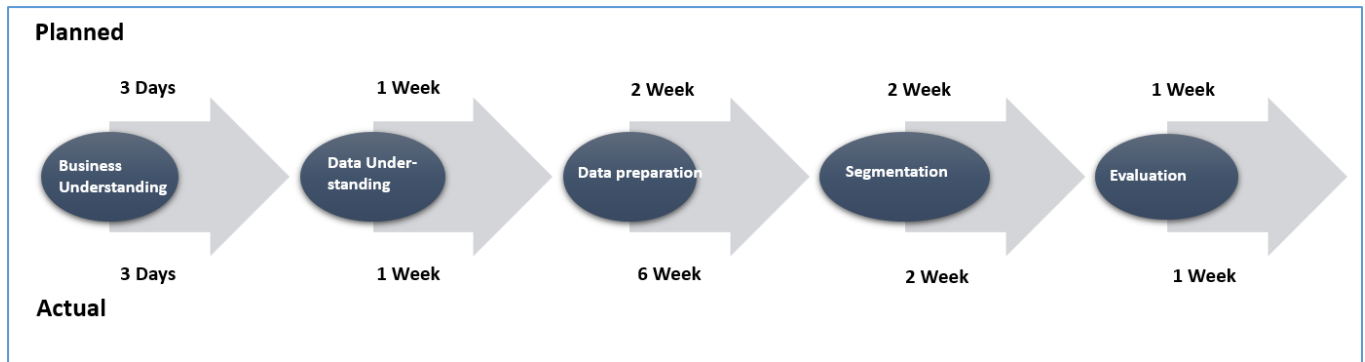 Planned
3 Days
1 Week
2 Week
2 Week
1 Week
Business
Understanding
Data Under-
standing
Data preparation
Segmentation
Evaluation
3 Days
1 Week
6 Week
2 Week
1 Week
Actual